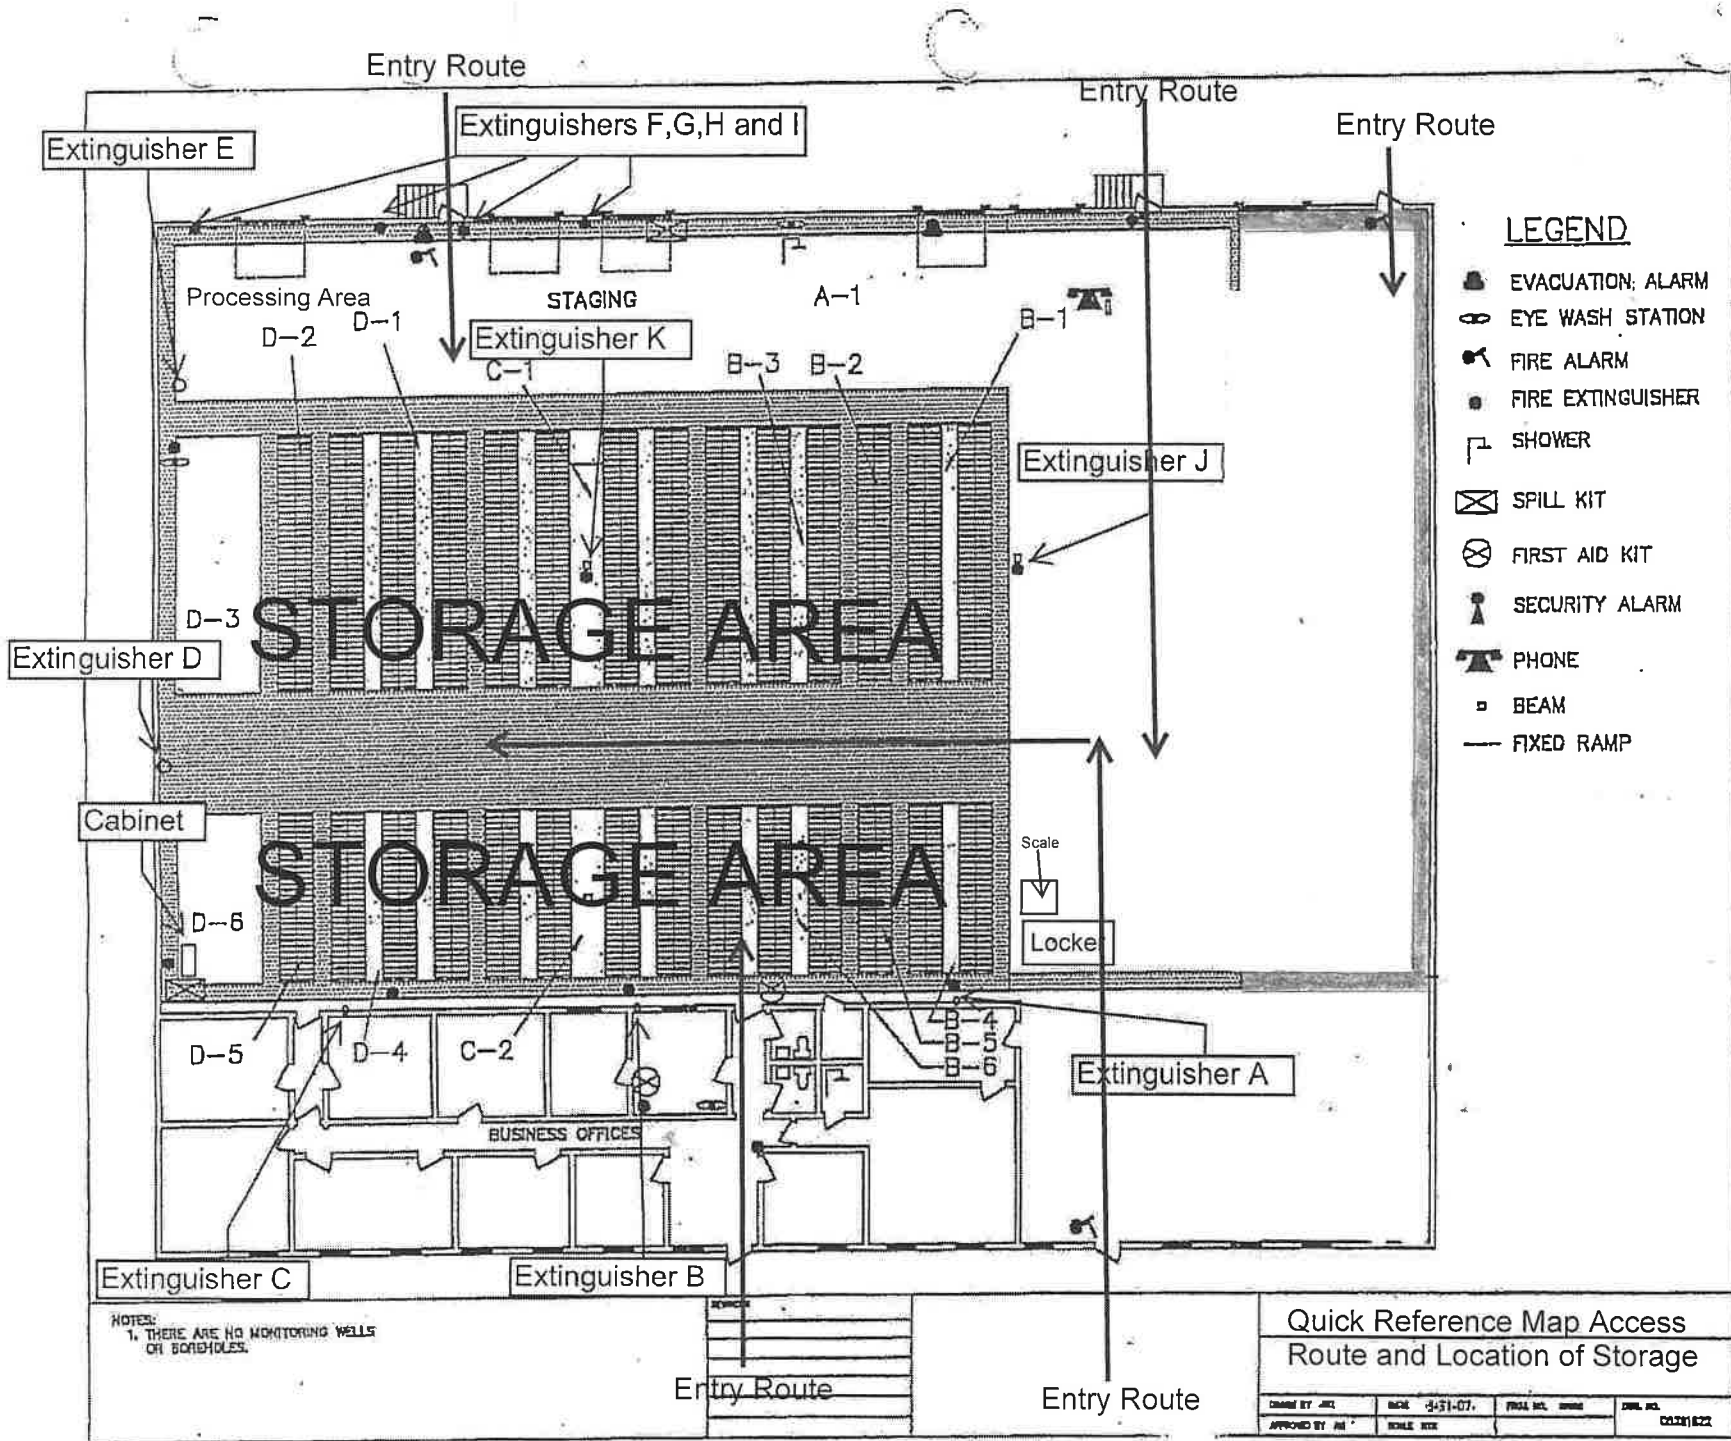 Entry Route
Entry Route
Entry Route
Extinguishers F,G,H and I
Extinguisher E
LEGEND
EVACUATION; ALARM
EYE WASH STATION
FIRE ALARM
FIRE EXTINGUISHER
SHOWER
SPILL KIT
FIRST AID KIT
SECURITY ALARM
PHONE
BEAM
FIXED RAMP
Processing Area
STAGING
A-1
D-2
D-1
Extinguisher K
C-1
B-3
B-2
B-1
Extinguisher J
D-3
STORAGE AREA
Extinguisher D
Cabinet
STORAGE AREA
Scale
D-6
Locker
D-5
D-4
C-2
B-4
B-5
B-6
Extinguisher A
BUSINESS OFFICES
Extinguisher C
Extinguisher B
NOTES:
1. THERE ARE NO MONITORING WELLS
OR BOREHOLES.
Entry Route
Entry Route
Quick Reference Map Access
Route and Location of Storage
APPROVED BY